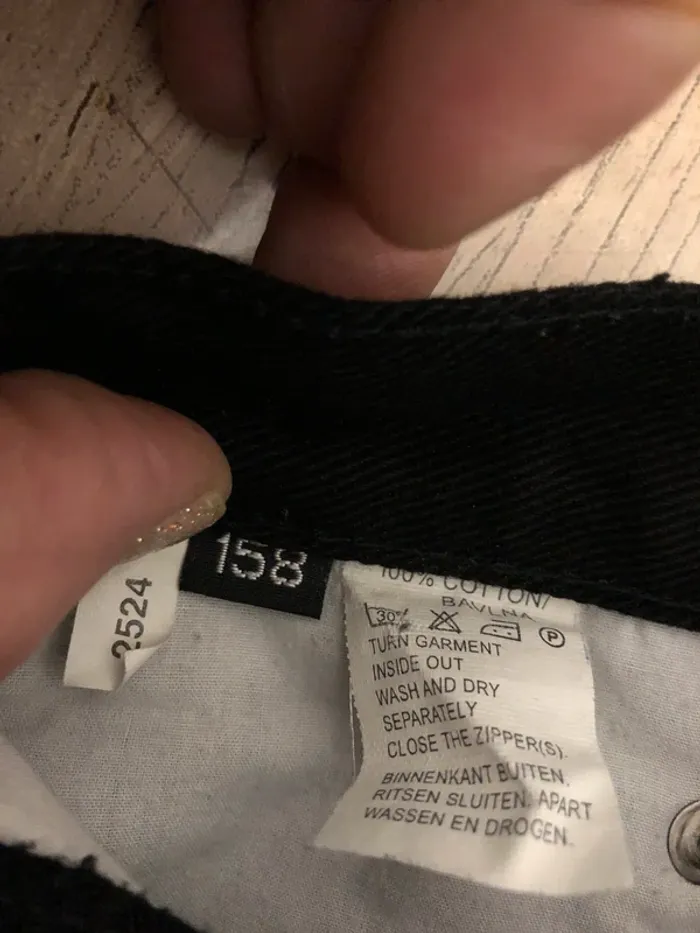 2524
158
100% COTTON/
BAVLNA
30°
P
TURN GARMENT
INSIDE OUT
WASH AND DRY
SEPARATELY
CLOSE THE ZIPPER(S).
BINNENKANT BUITEN,
RITSEN SLUITEN. APART
WASSEN EN DROGEN.